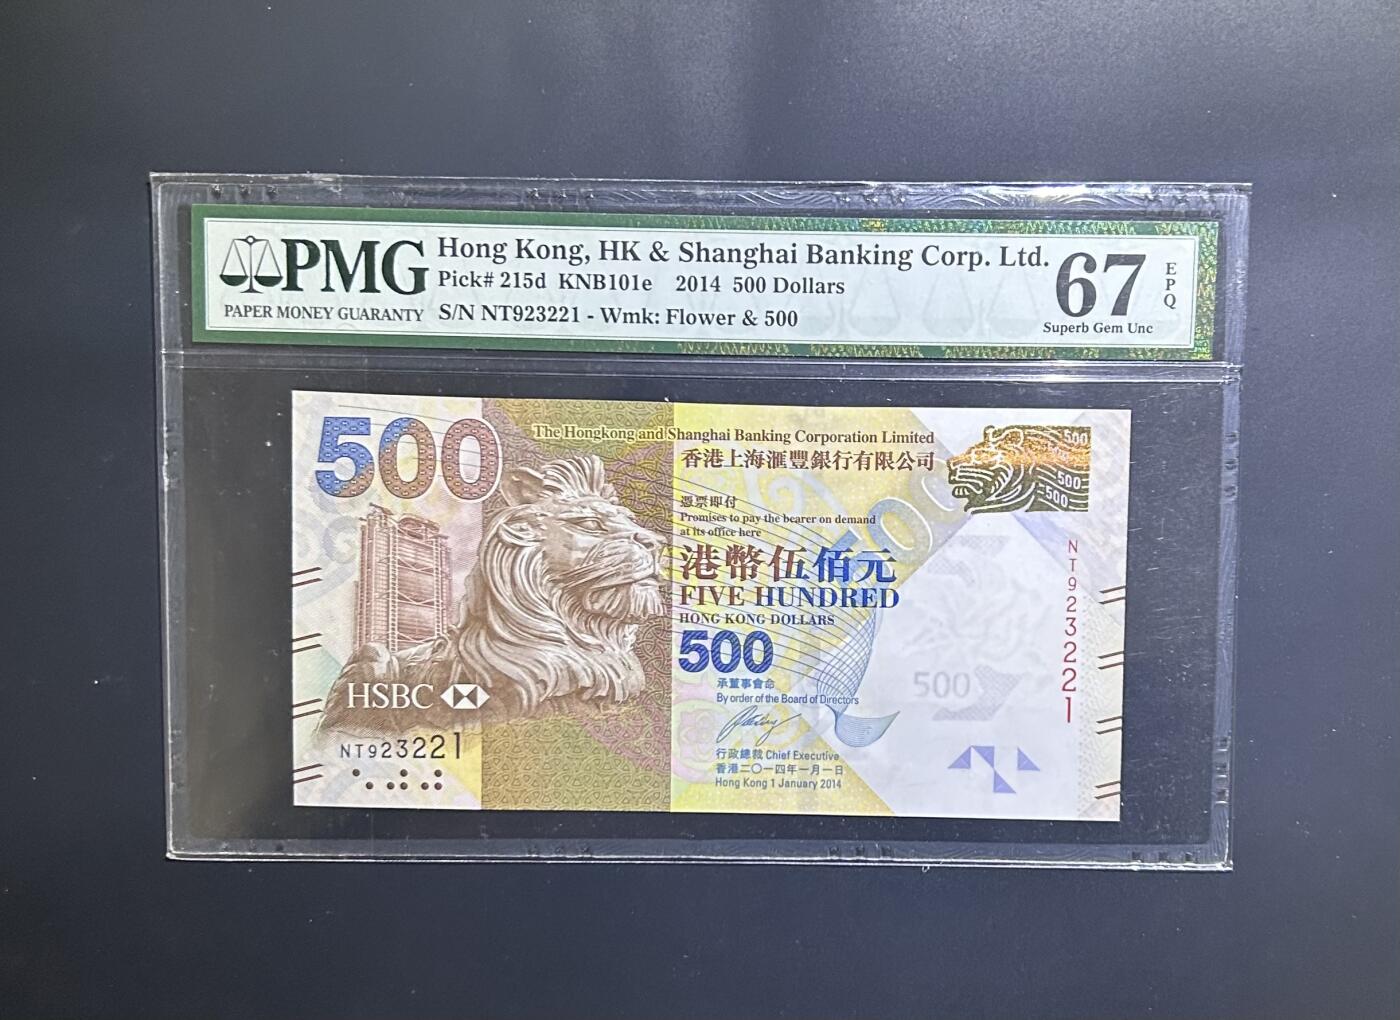 PMG
PAPER MONEY GUARANTY
Hong Kong, HK & Shanghai Banking Corp. Ltd.
Pick# 215d KNB101e 2014 500 Dollars
S/N NT923221 - Wmk: Flower & 500
67
EPQ
Superb Gem Unc
500
The Hongkong and Shanghai Banking Corporation Limited
香港上海滙豐銀行有限公司
500
500
500
憑票即付
Promises to pay the bearer on demand
at its office here
500
港幣伍佰元
FIVE HUNDRED
HONG KONG DOLLARS
500
承董事會命
By order of the Board of Directors
行政總裁 Chief Executive
香港二〇一四年一月一日
Hong Kong 1 January 2014
500
NT923221
HSBC
NT923221